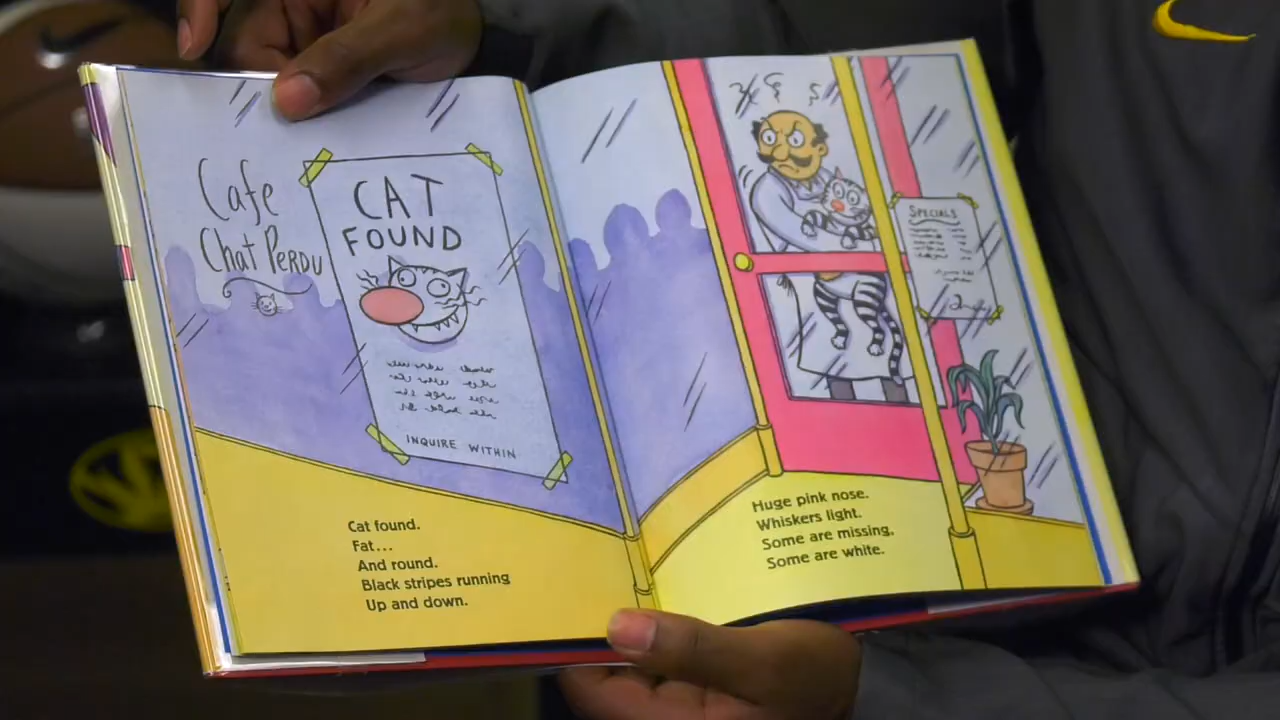 Cafe
Chat Perdu
CAT
FOUND
INQUIRE WITHIN
Cat found.
Fat...
And round.
Black stripes running
Up and down.
SPECIALS
Huge pink nose.
Whiskers light.
Some are missing.
Some are white.